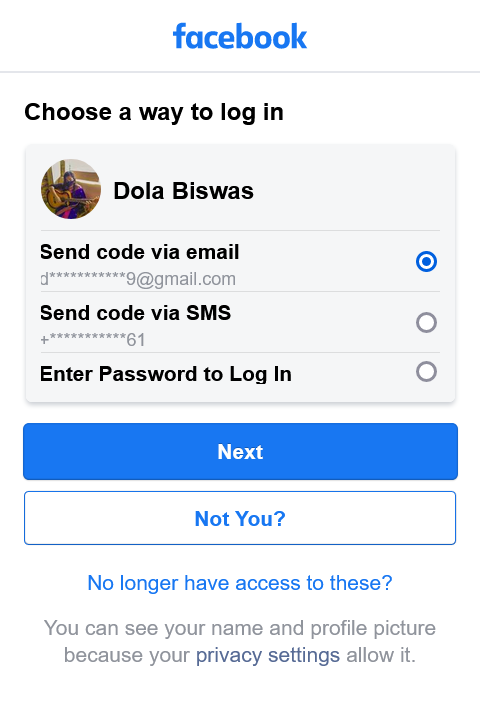 facebook
Choose a way to log in
Dola Biswas
Send code via email
d***********9@gmail.com
Send code via SMS
+***********61
Enter Password to Log In
Next
Not You?
No longer have access to these?
You can see your name and profile picture
because your privacy settings allow it.